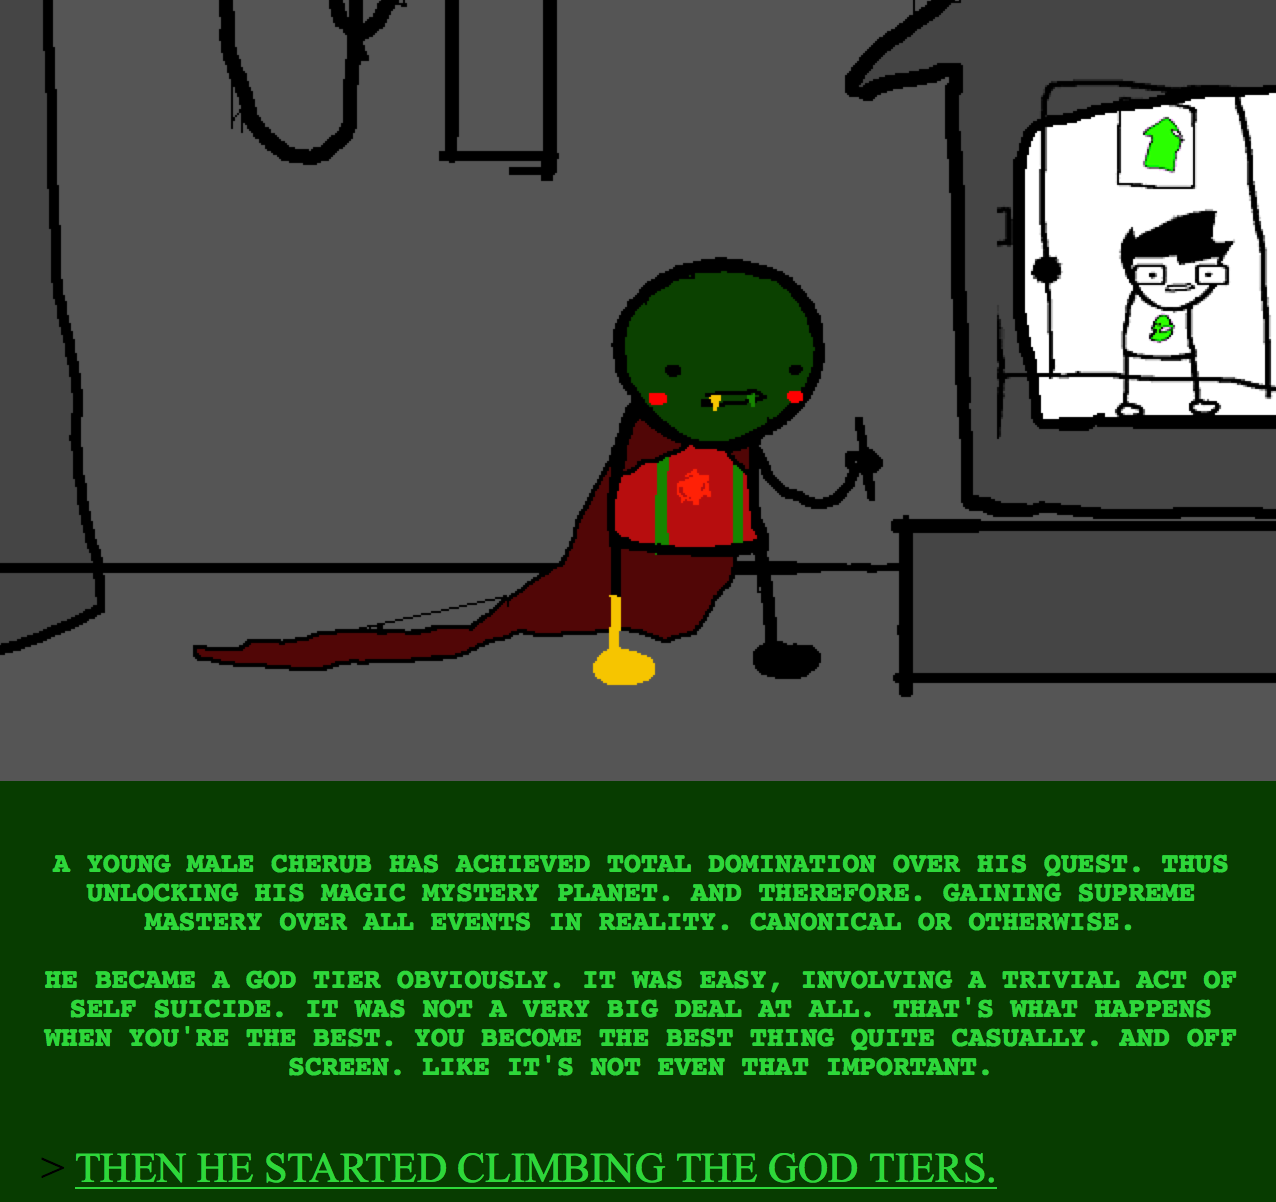 A YOUNG MALE CHERUB HAS ACHIEVED TOTAL DOMINATION OVER HIS QUEST. THUS
UNLOCKING HIS MAGIC MYSTERY PLANET. AND THEREFORE. GAINING SUPREME
MASTERY OVER ALL EVENTS IN REALITY. CANONICAL OR OTHERWISE.
HE BECAME A GOD TIER OBVIOUSLY. IT WAS EASY, INVOLVING A TRIVIAL ACT OF
SELF SUICIDE. IT WAS NOT A VERY BIG DEAL AT ALL. THAT'S WHAT HAPPENS
WHEN YOU'RE THE BEST. YOU BECOME THE BEST THING QUITE CASUALLY. AND OFF
SCREEN. LIKE IT'S NOT EVEN THAT IMPORTANT.
> THEN HE STARTED CLIMBING THE GOD TIERS.